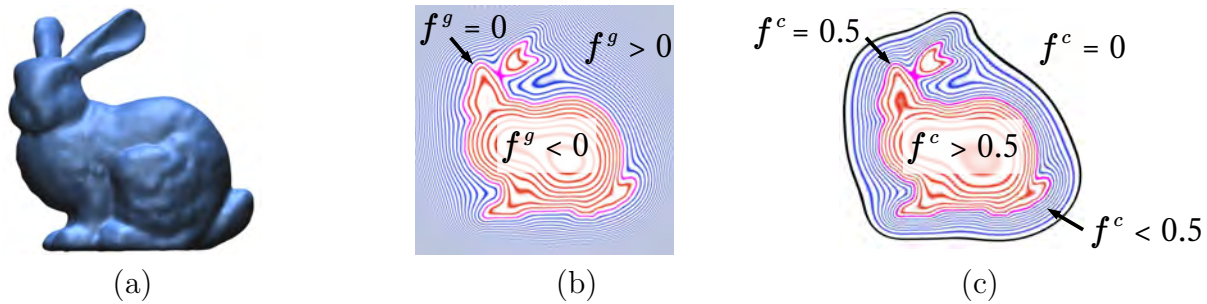 f^g = 0
f^g > 0
f^g < 0
f^c = 0.5
f^c = 0
f^c > 0.5
f^c < 0.5
(a)
(b)
(c)